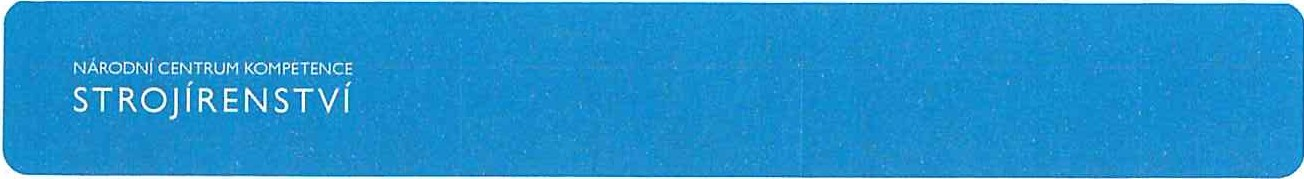 NÁRODNÍ CENTRUM KOMPETENCE
STROJÍRENSTVÍ